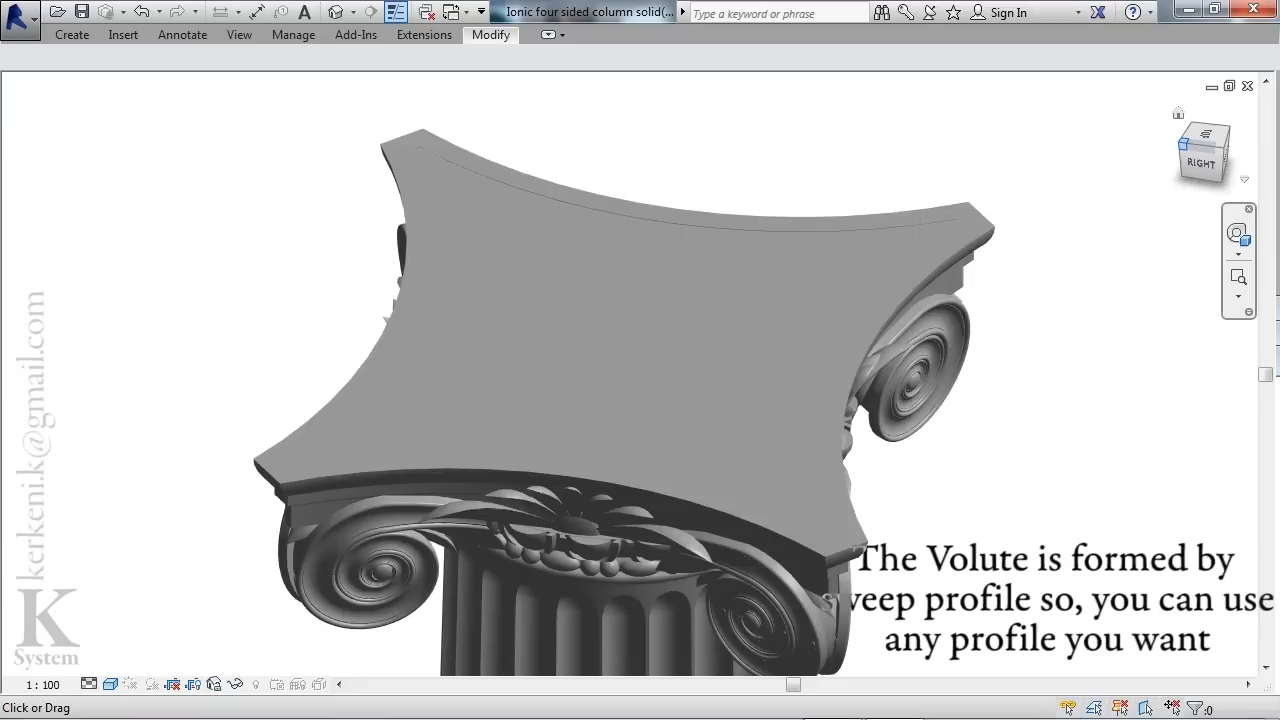 Ionic four sided column solid(...
Type a keyword or phrase
Sign In
Create Insert Annotate View Manage Add-Ins Extensions Modify
RIGHT
kerkeni.k@gmail.com
K
System
The Volute is formed by
profile so, you can use
any profile you want
1 : 100
:0
Click or Drag